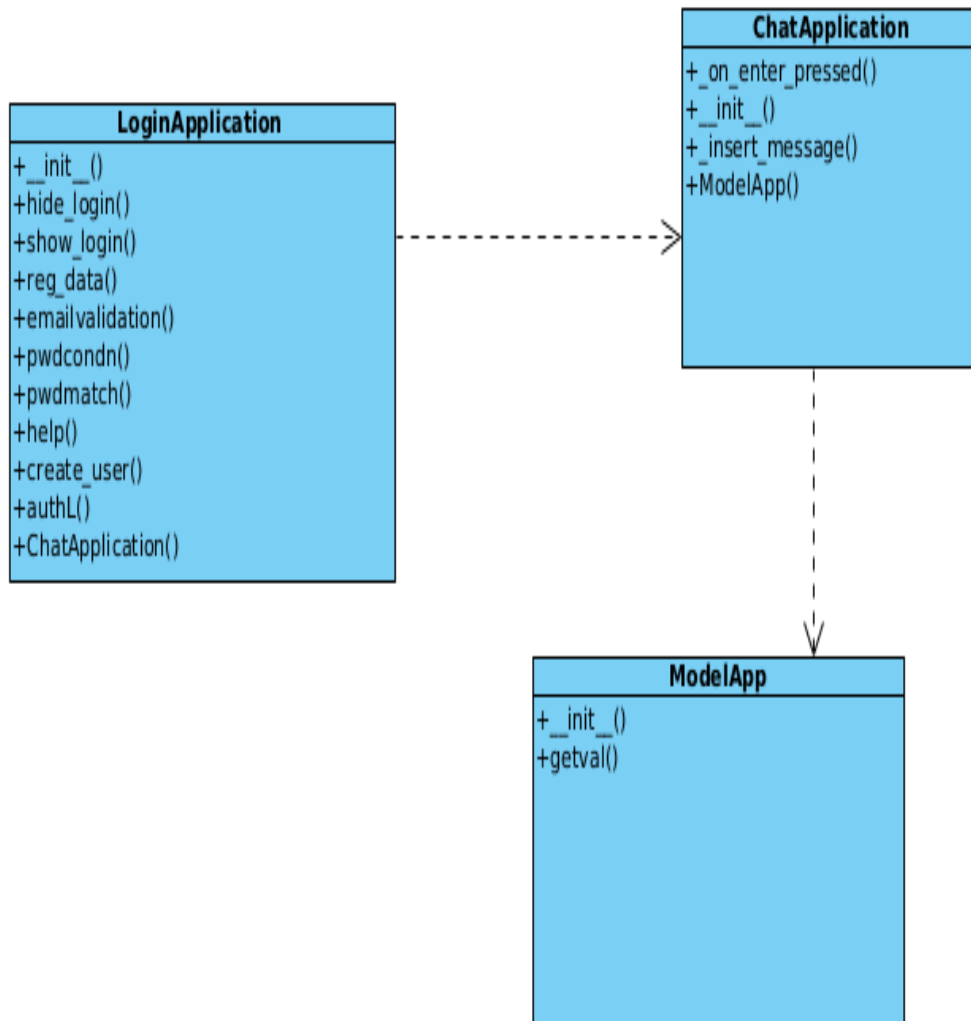 ChatApplication
+_on_enter_pressed()
+__init__()
+_insert_message()
+ModelApp()
LoginApplication
+__init__()
+hide_login()
+show_login()
+reg_data()
+emailvalidation()
+pwdcondn()
+pwdmatch()
+help()
+create_user()
+authL()
+ChatApplication()
ModelApp
+__init__()
+getval()